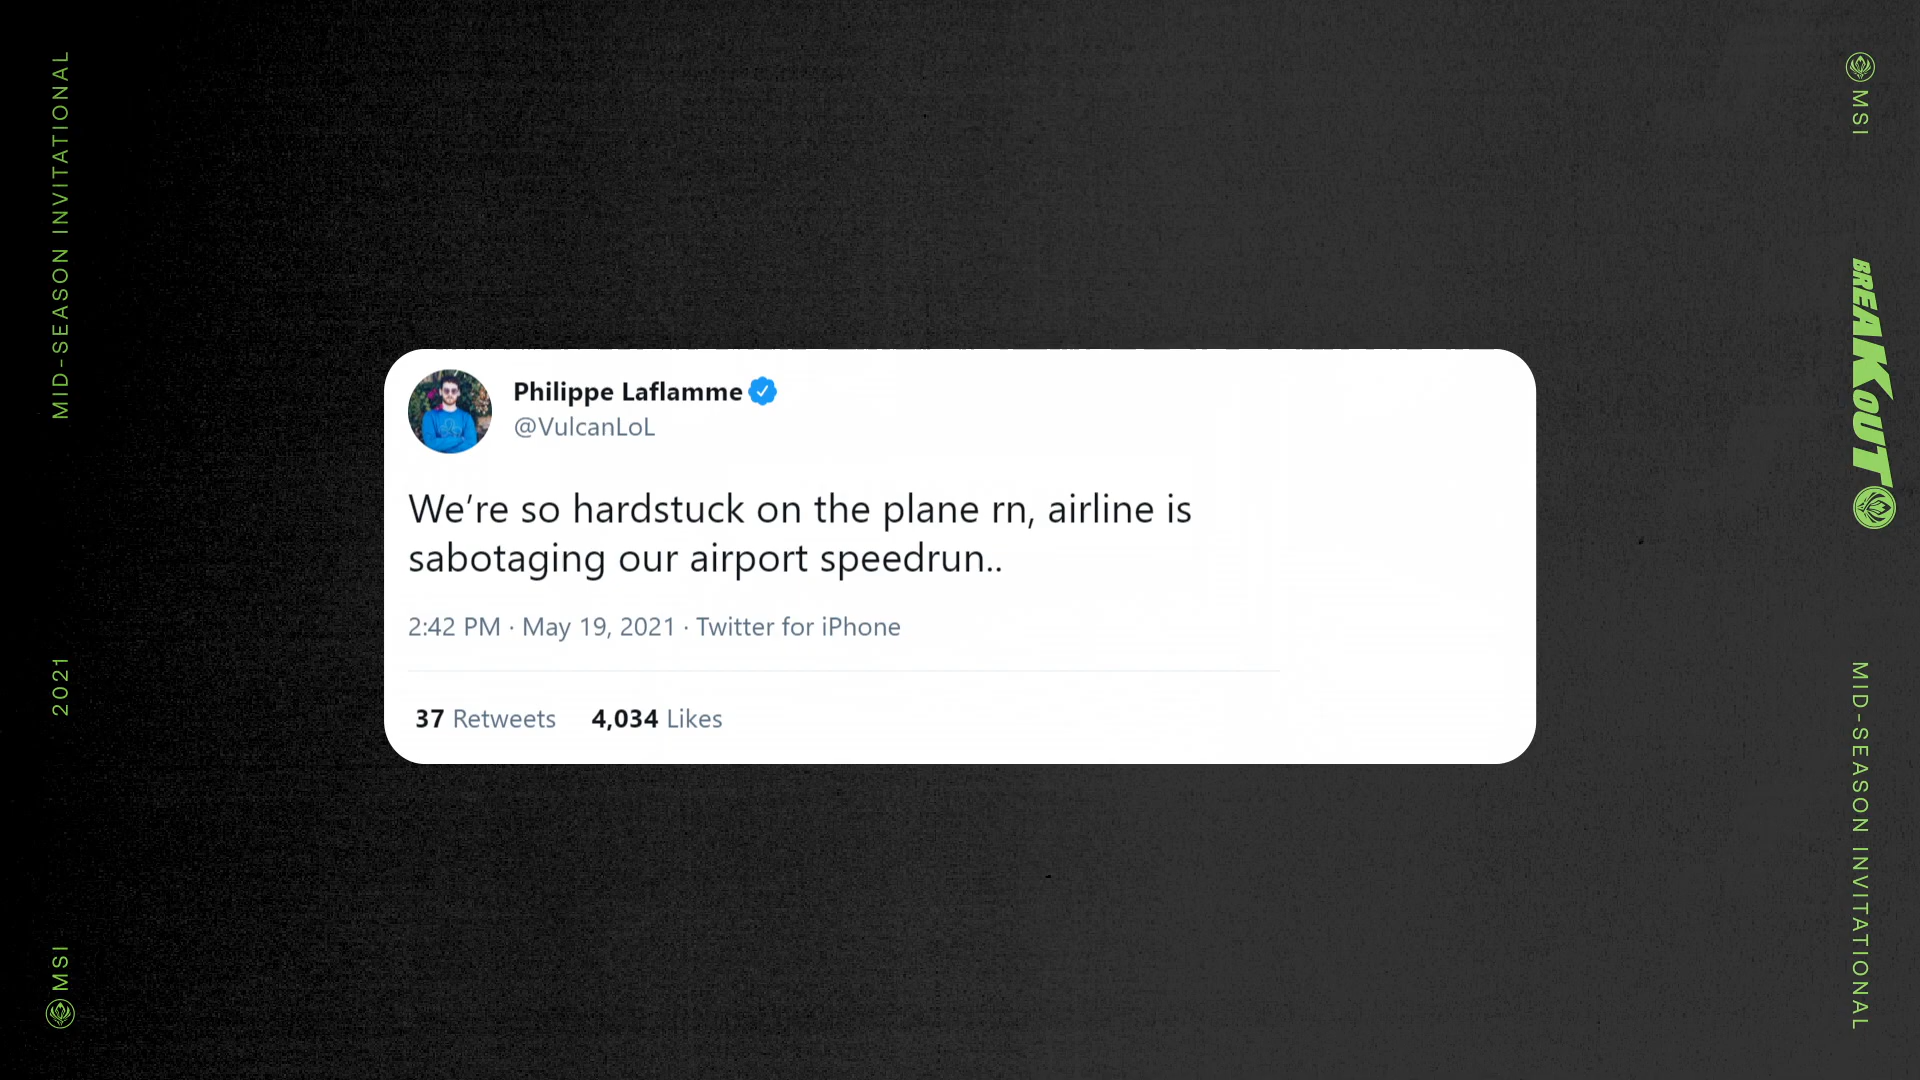 MID-SEASON INVITATIONAL
2021
MSI
Philippe Laflamme
@VulcanLoL
We’re so hardstuck on the plane rn, airline is
sabotaging our airport speedrun..
2:42 PM · May 19, 2021 · Twitter for iPhone
37 Retweets 4,034 Likes
MSI
BREAKOUT
MID-SEASON INVITATIONAL